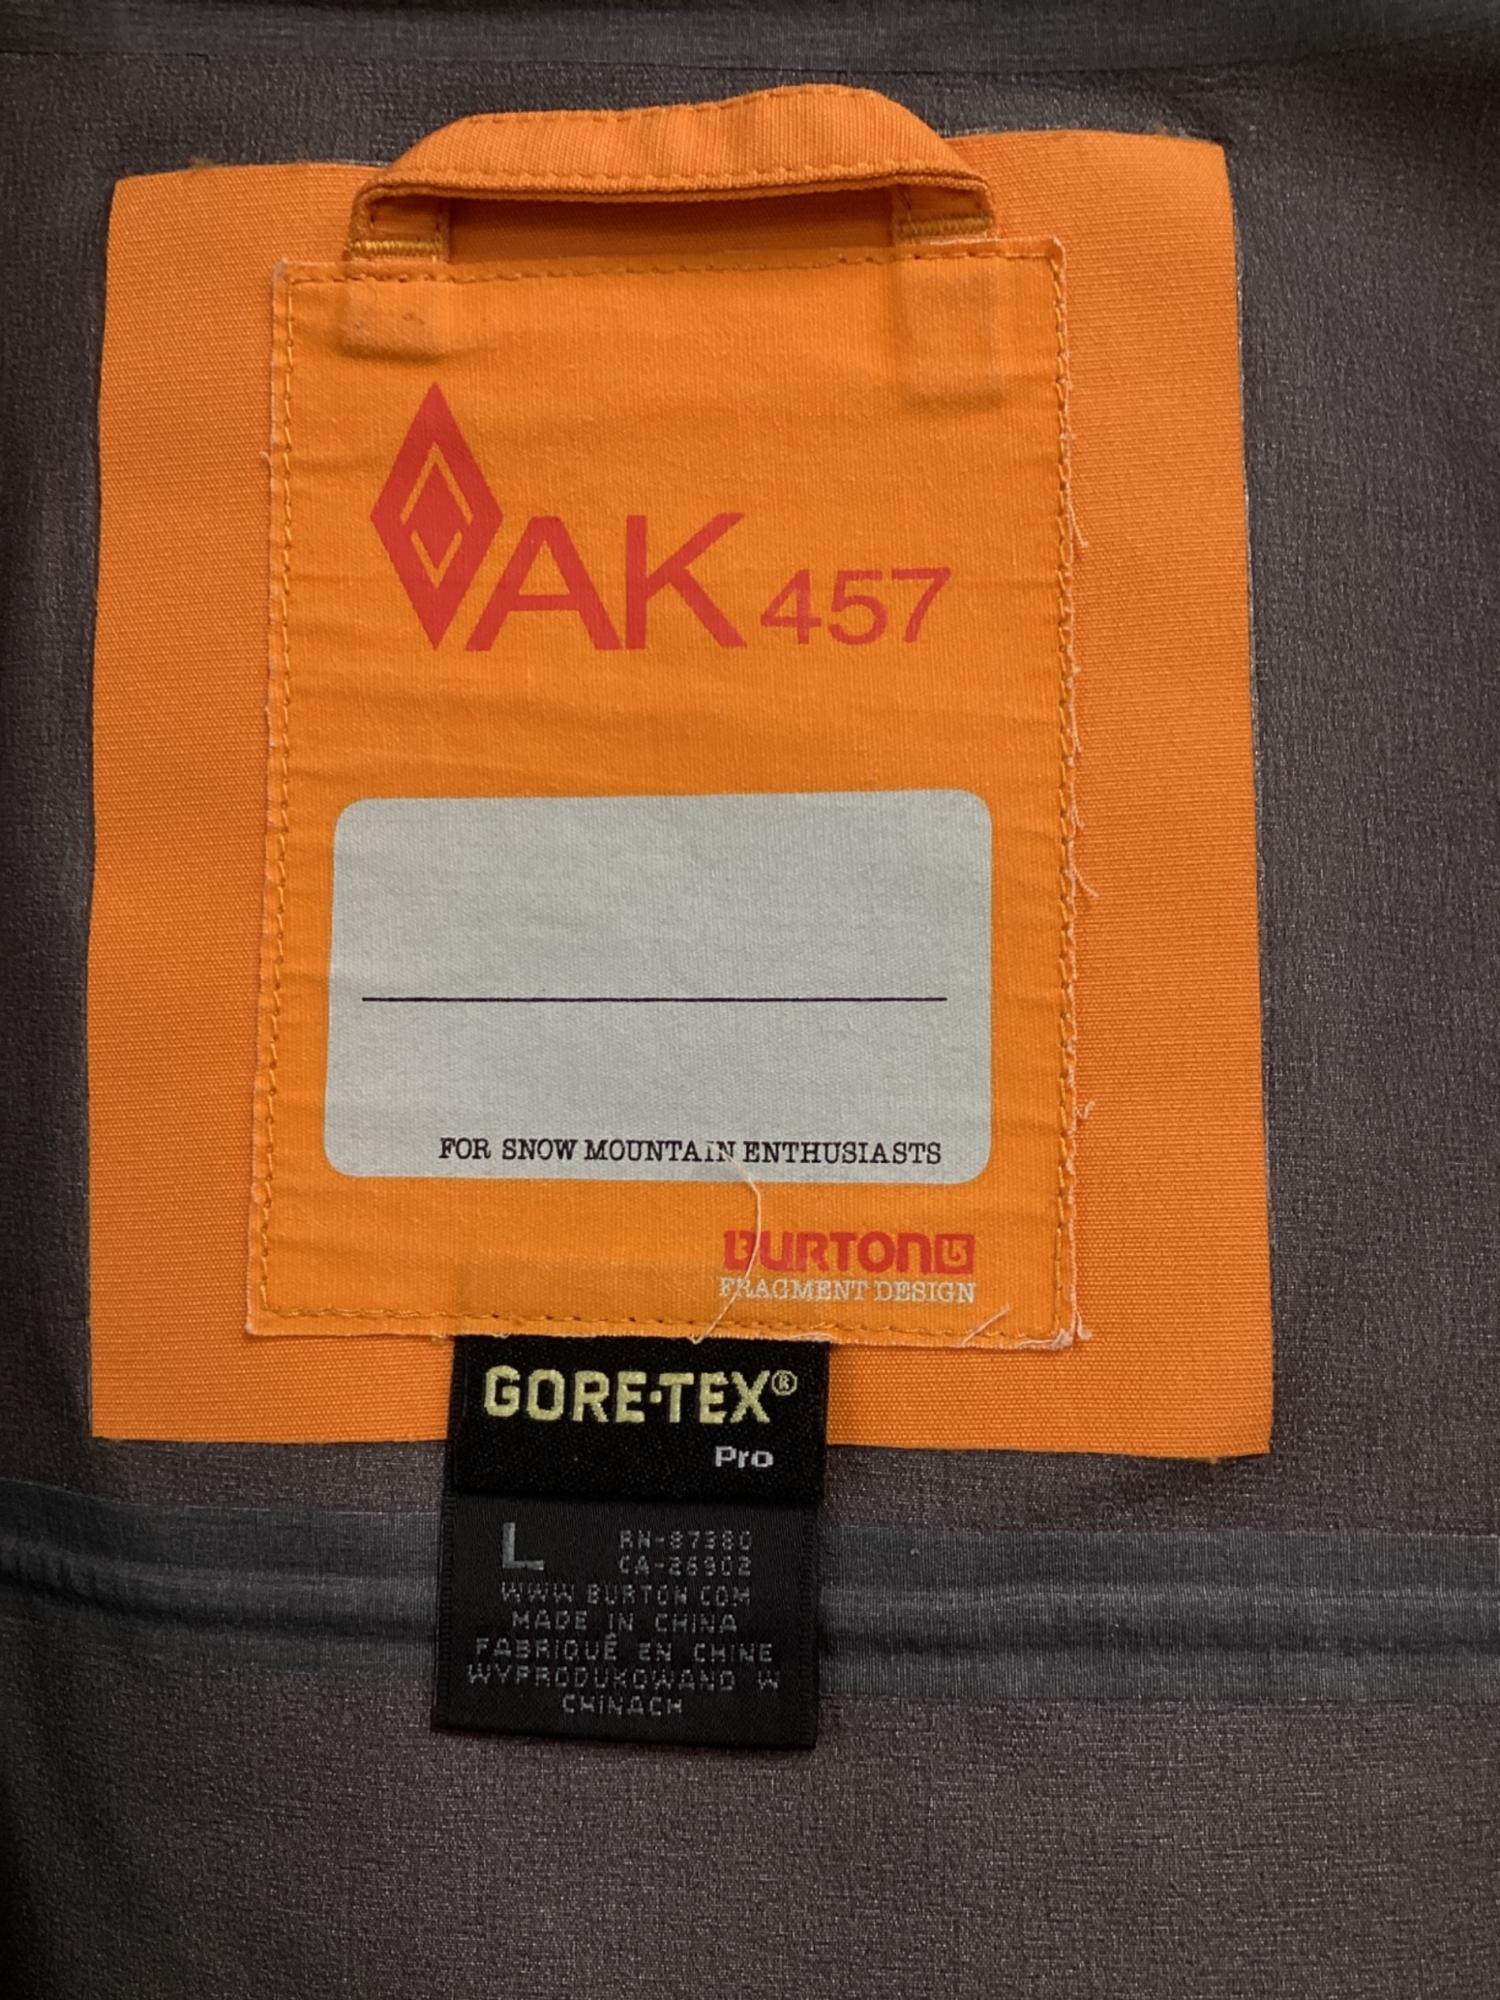 AK 457
FOR SNOW MOUNTAIN ENTHUSIASTS
BURTON
FRAGMENT DESIGN
GORE-TEX®
Pro
L
RN-87380
CA-26902
WWW.BURTON.COM
MADE IN CHINA
FABRIQUÉ EN CHINE
WYPRODUKOWANO W
CHINACH